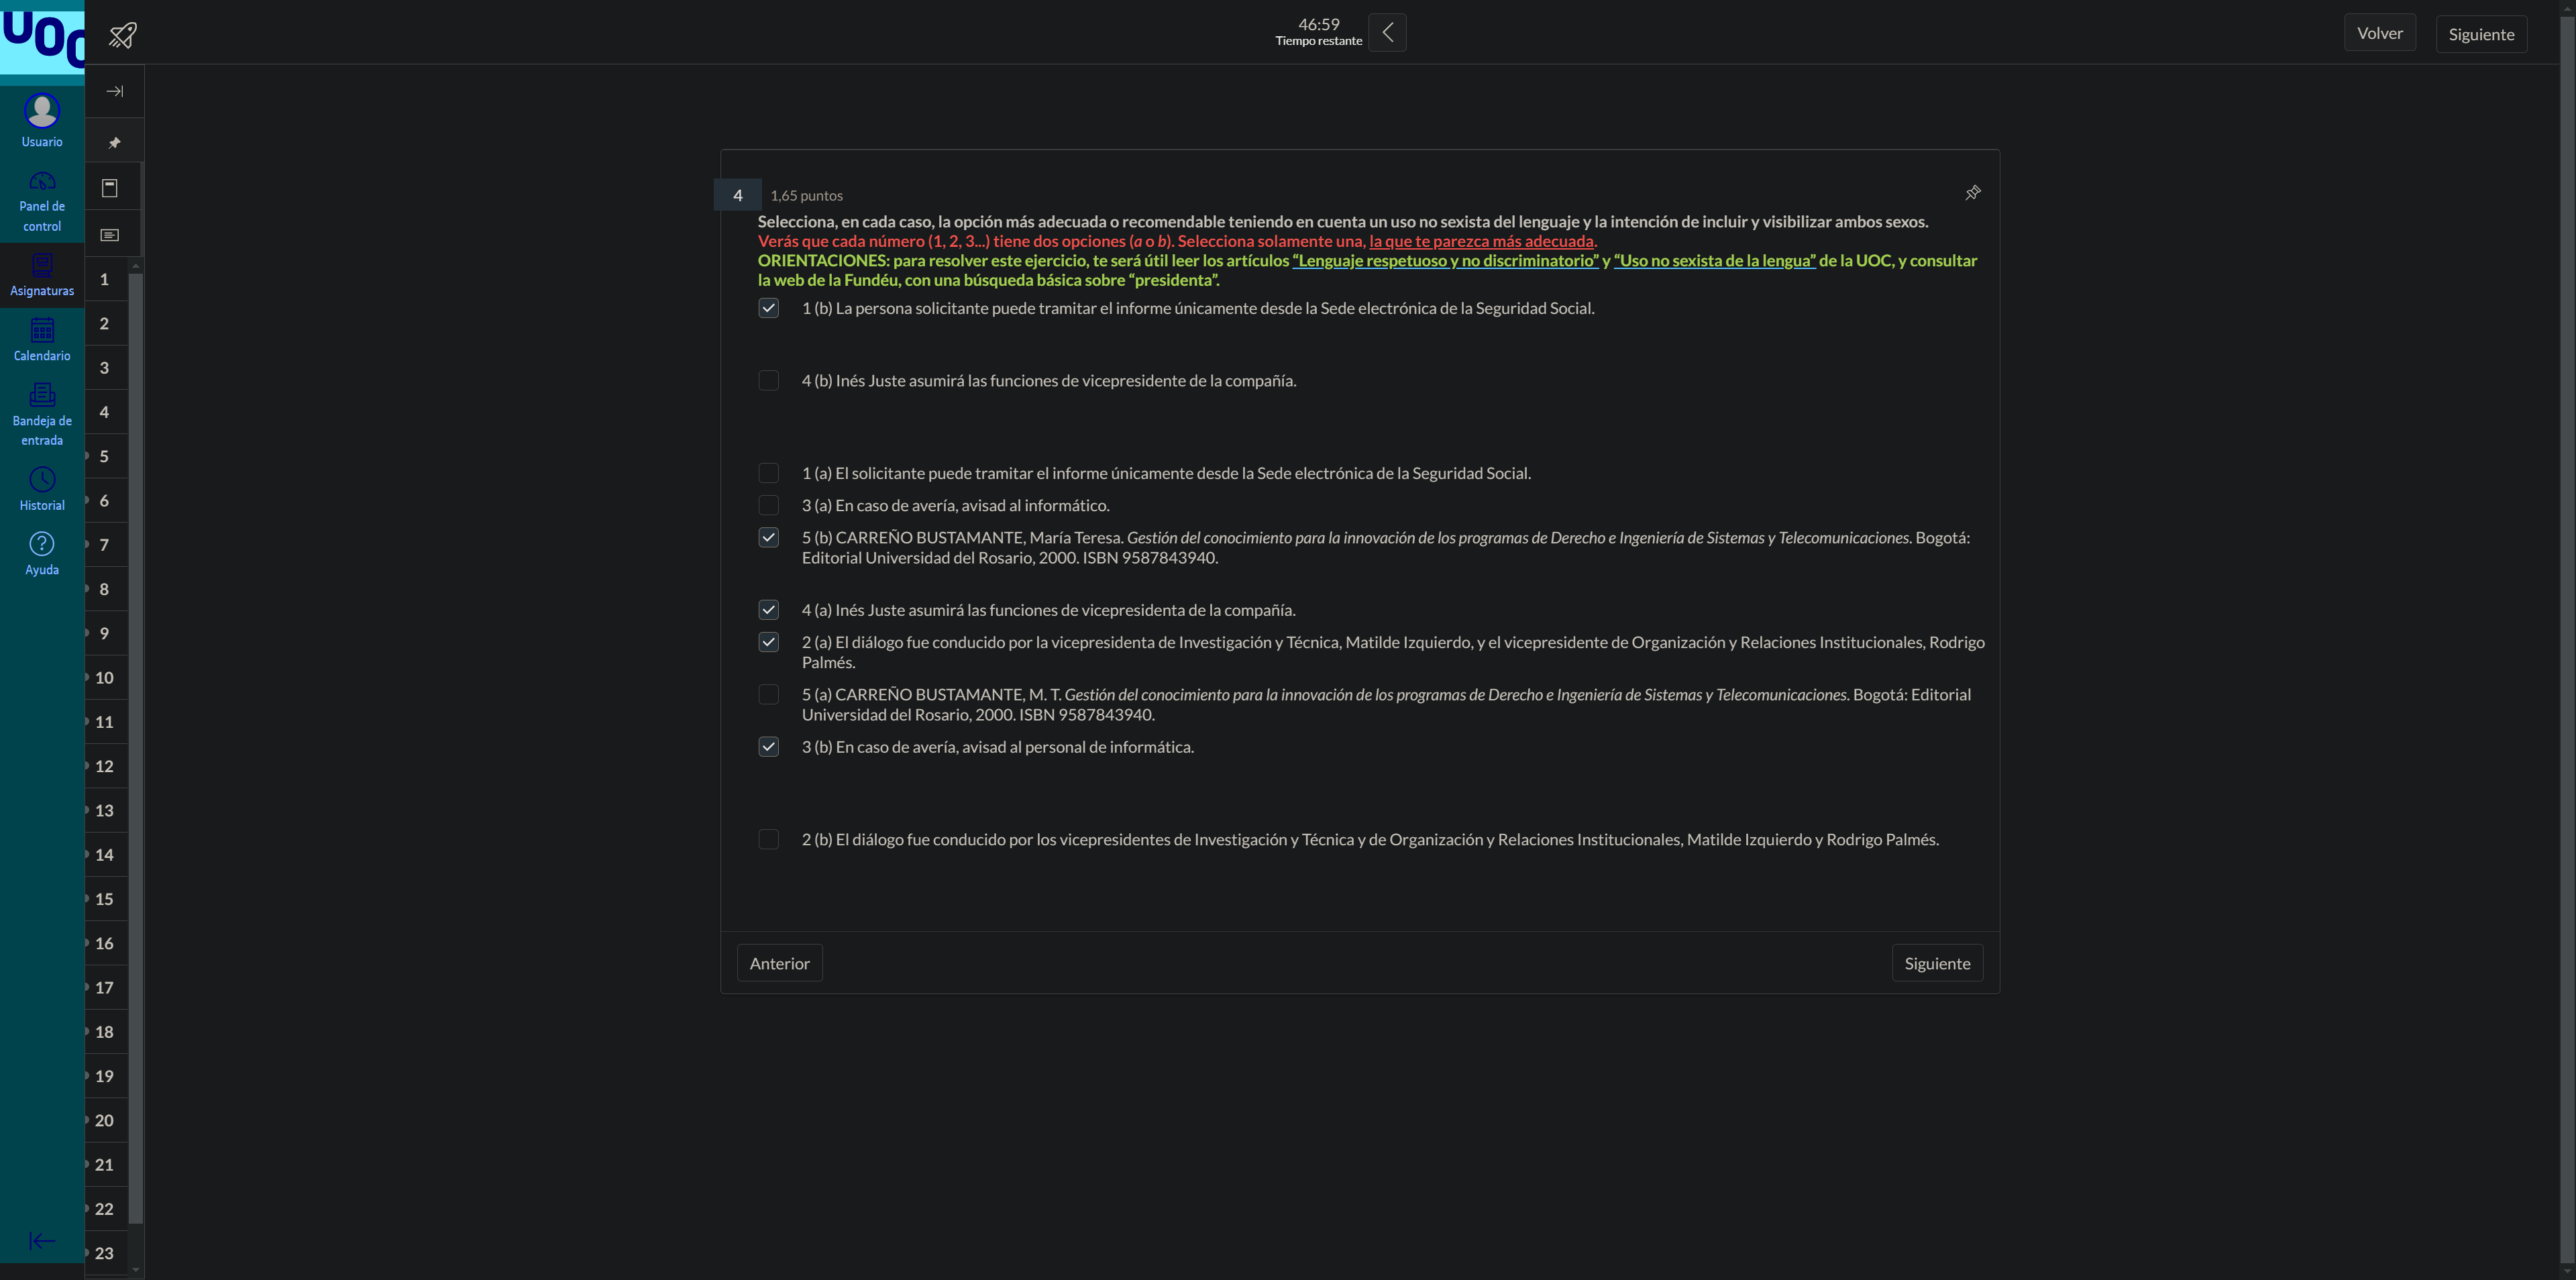 UOC
46:59
Tiempo restante
Volver
Siguiente
Usuario
Panel de
control
Asignaturas
Calendario
Bandeja de
entrada
Historial
Ayuda
1
2
3
4
5
6
7
8
9
10
11
12
13
14
15
16
17
18
19
20
21
22
23
4
1,65 puntos
Selecciona, en cada caso, la opción más adecuada o recomendable teniendo en cuenta un uso no sexista del lenguaje y la intención de incluir y visibilizar ambos sexos.
Verás que cada número (1, 2, 3...) tiene dos opciones (a o b). Selecciona solamente una, la que te parezca más adecuada.
ORIENTACIONES: para resolver este ejercicio, te será útil leer los artículos “Lenguaje respetuoso y no discriminatorio” y “Uso no sexista de la lengua” de la UOC, y consultar
la web de la Fundéu, con una búsqueda básica sobre “presidenta”.
1 (b) La persona solicitante puede tramitar el informe únicamente desde la Sede electrónica de la Seguridad Social.
4 (b) Inés Juste asumirá las funciones de vicepresidente de la compañía.
1 (a) El solicitante puede tramitar el informe únicamente desde la Sede electrónica de la Seguridad Social.
3 (a) En caso de avería, avisad al informático.
5 (b) CARREÑO BUSTAMANTE, María Teresa. Gestión del conocimiento para la innovación de los programas de Derecho e Ingeniería de Sistemas y Telecomunicaciones. Bogotá:
Editorial Universidad del Rosario, 2000. ISBN 9587843940.
4 (a) Inés Juste asumirá las funciones de vicepresidenta de la compañía.
2 (a) El diálogo fue conducido por la vicepresidenta de Investigación y Técnica, Matilde Izquierdo, y el vicepresidente de Organización y Relaciones Institucionales, Rodrigo
Palmés.
5 (a) CARREÑO BUSTAMANTE, M. T. Gestión del conocimiento para la innovación de los programas de Derecho e Ingeniería de Sistemas y Telecomunicaciones. Bogotá: Editorial
Universidad del Rosario, 2000. ISBN 9587843940.
3 (b) En caso de avería, avisad al personal de informática.
2 (b) El diálogo fue conducido por los vicepresidentes de Investigación y Técnica y de Organización y Relaciones Institucionales, Matilde Izquierdo y Rodrigo Palmés.
Anterior
Siguiente